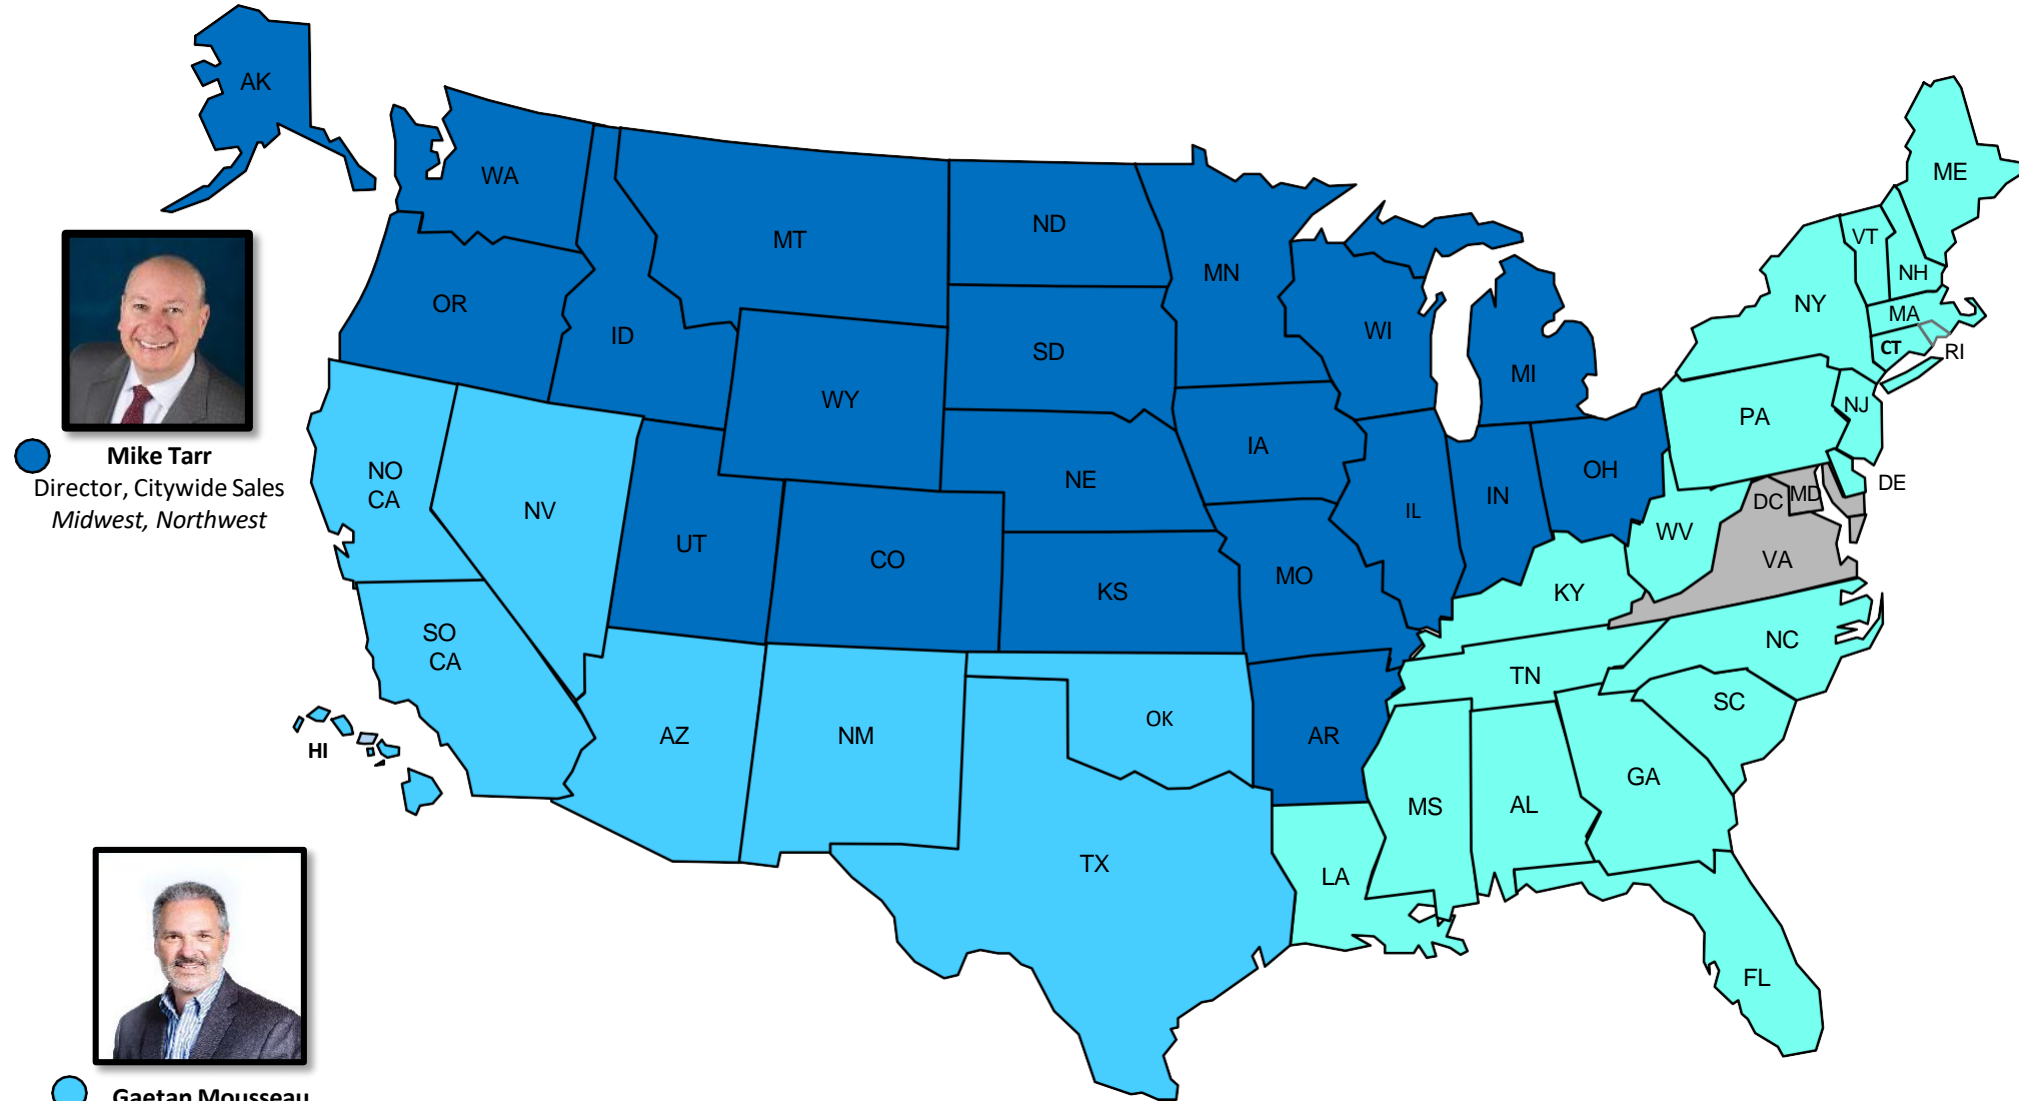 AK
WA
ME
MT
ND
VT
MN
NH
OR
NY
MA
ID
WI
SD
CT
RI
MI
WY
NJ
PA
IA
Mike Tarr
Director, Citywide Sales
Midwest, Northwest
NO
CA
NV
NE
OH
IN
IL
DE
DC
MD
WV
UT
CO
VA
KS
MO
KY
SO
CA
NC
TN
SC
HI
AZ
NM
OK
AR
GA
MS
AL
TX
LA
FL
Gaetan Mousseau